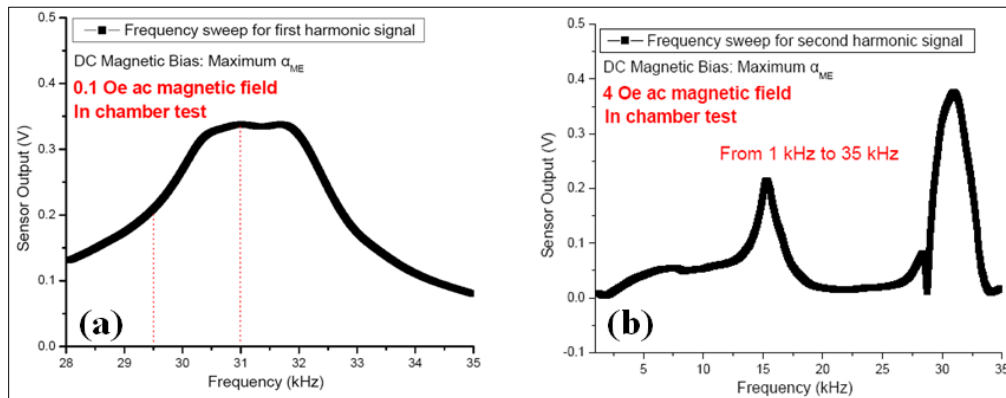 Frequency sweep for first harmonic signal
DC Magnetic Bias: Maximum αME
0.1 Oe ac magnetic field
In chamber test
0.5
0.4
0.3
0.2
0.1
0.0
Sensor Output (V)
28 29 30 31 32 33 34 35
Frequency (kHz)
(a)
Frequency sweep for second harmonic signal
DC Magnetic Bias: Maximum αME
4 Oe ac magnetic field
In chamber test
From 1 kHz to 35 kHz
0.5
0.4
0.3
0.2
0.1
0.0
-0.1
Sensor Output (V)
5 10 15 20 25 30 35
Frequency (kHz)
(b)